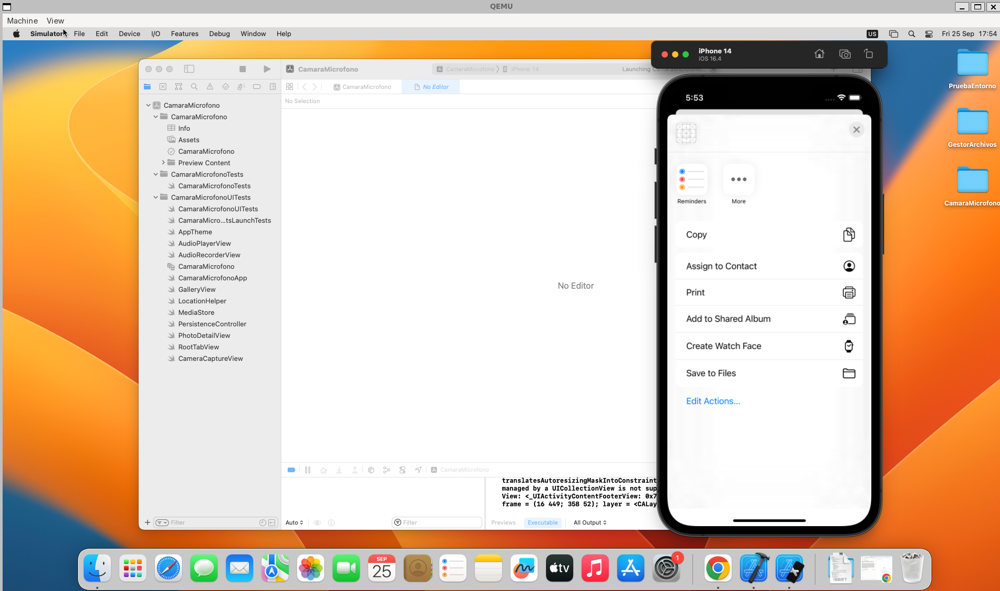 QEMU
Machine View
Simulator File Edit Device I/O Features Debug Window Help
US
Fri 25 Sep 17:54
iPhone 14
iOS 16.4
CamaraMicrofono
CamaraMicrofono
iPhone 14
Launching CamaraMicrofono...
CamaraMicrofono
No Editor
No Selection
CamaraMicrofono
CamaraMicrofono
Info
Assets
CamaraMicrofono
Preview Content
CamaraMicrofonoTests
CamaraMicrofonoTests
CamaraMicrofonoUITests
CamaraMicrofonoUITests
CamaraMicro...tsLaunchTests
AppTheme
AudioPlayerView
AudioRecorderView
CamaraMicrofono
CamaraMicrofonoApp
GalleryView
LocationHelper
MediaStore
PersistenceController
PhotoDetailView
RootTabView
CameraCaptureView
Filter
No Editor
CamaraMicrofono
translatesAutoresizingMaskIntoConstraint
managed by a UICollectionView is not sup
View: <_UIActivityContentFooterView: 0x7
frame = (16 449; 358 52); layer = <CALay
Auto
Filter
Previews
Executable
All Output
5:53
Reminders
More
Copy
Assign to Contact
Print
Add to Shared Album
Create Watch Face
Save to Files
Edit Actions...
PruebaEntorno
GestorArchivos
CamaraMicrofono
SEP
25
tv
1
SWIFT